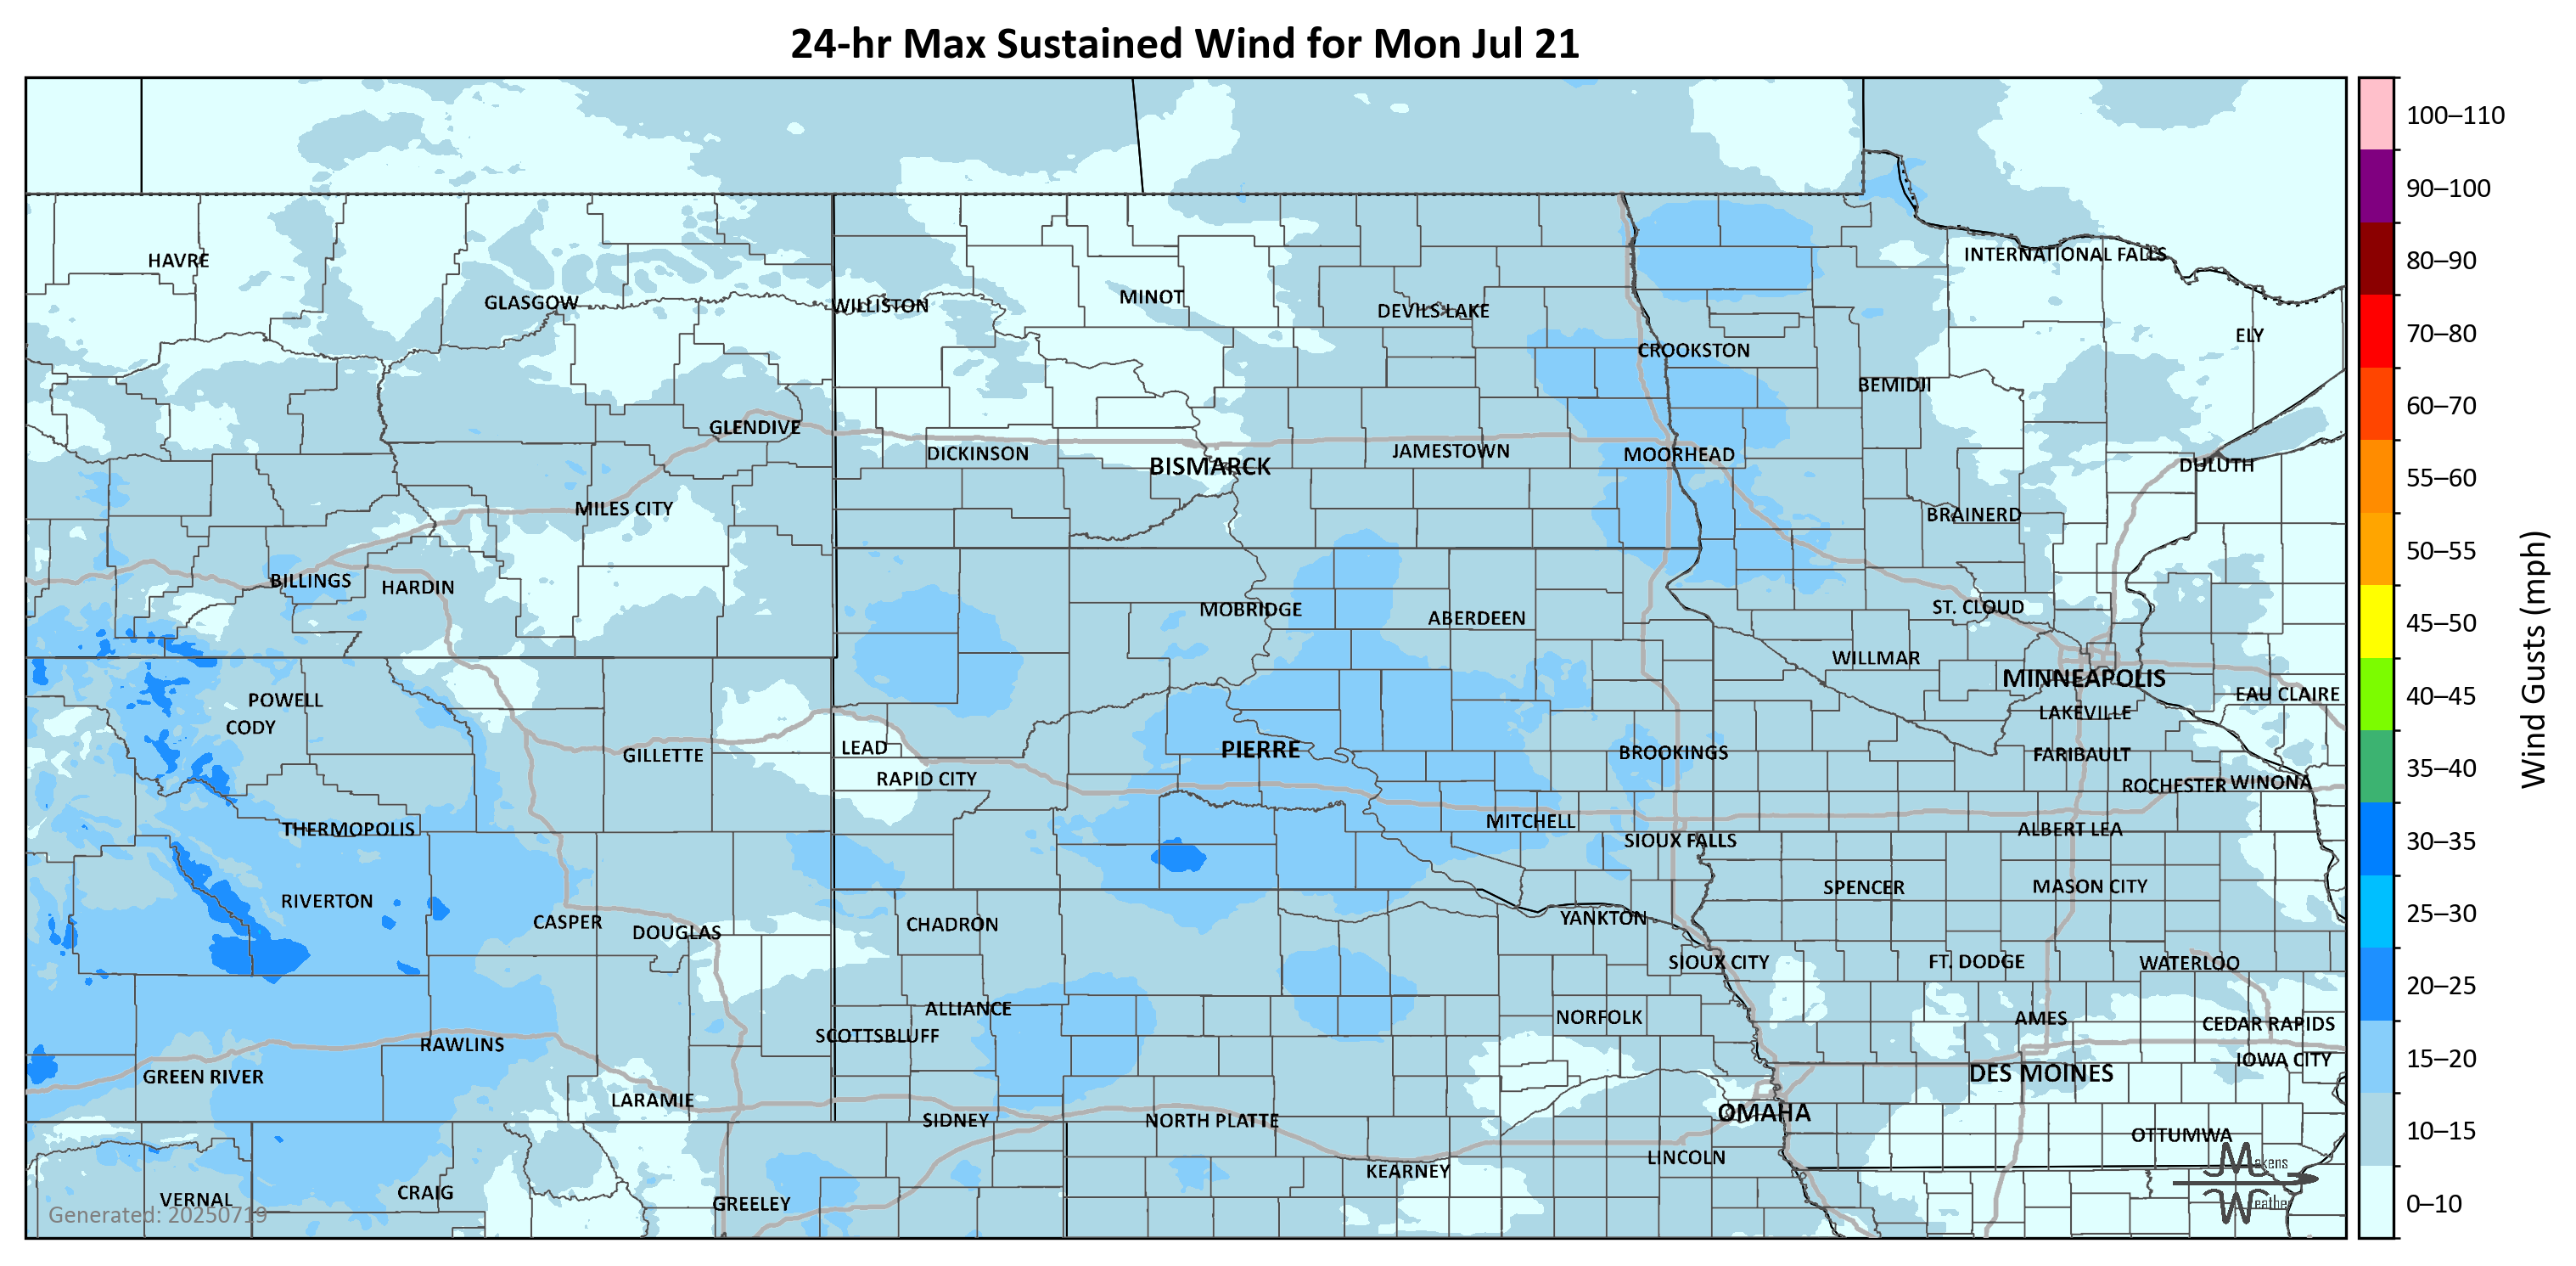 24-hr Max Sustained Wind for Mon Jul 21
100–110
90–100
80–90
70–80
60–70
55–60
50–55
45–50
40–45
35–40
30–35
25–30
20–25
15–20
10–15
0–10
Wind Gusts (mph)
HAVRE
INTERNATIONAL FALLS
GLASGOW
WILLISTON
MINOT
DEVILS LAKE
ELY
CROOKSTON
BEMIDJI
GLENDIVE
DICKINSON
BISMARCK
JAMESTOWN
MOORHEAD
DULUTH
MILES CITY
BRAINERD
BILLINGS
HARDIN
MOBRIDGE
ABERDEEN
ST. CLOUD
WILLMAR
MINNEAPOLIS
EAU CLAIRE
POWELL
CODY
LAKEVILLE
GILLETTE
LEAD
PIERRE
BROOKINGS
FARIBAULT
RAPID CITY
ROCHESTER
WINONA
THERMOPOLIS
MITCHELL
ALBERT LEA
SIOUX FALLS
RIVERTON
SPENCER
MASON CITY
CASPER
DOUGLAS
CHADRON
YANKTON
SIOUX CITY
FT. DODGE
WATERLOO
ALLIANCE
NORFOLK
AMES
CEDAR RAPIDS
SCOTTSBLUFF
RAWLINS
IOWA CITY
GREEN RIVER
DES MOINES
LARAMIE
SIDNEY
NORTH PLATTE
OMAHA
OTTUMWA
KEARNEY
LINCOLN
VERNAL
CRAIG
GREELEY
Generated: 20250719
Makens
Weather